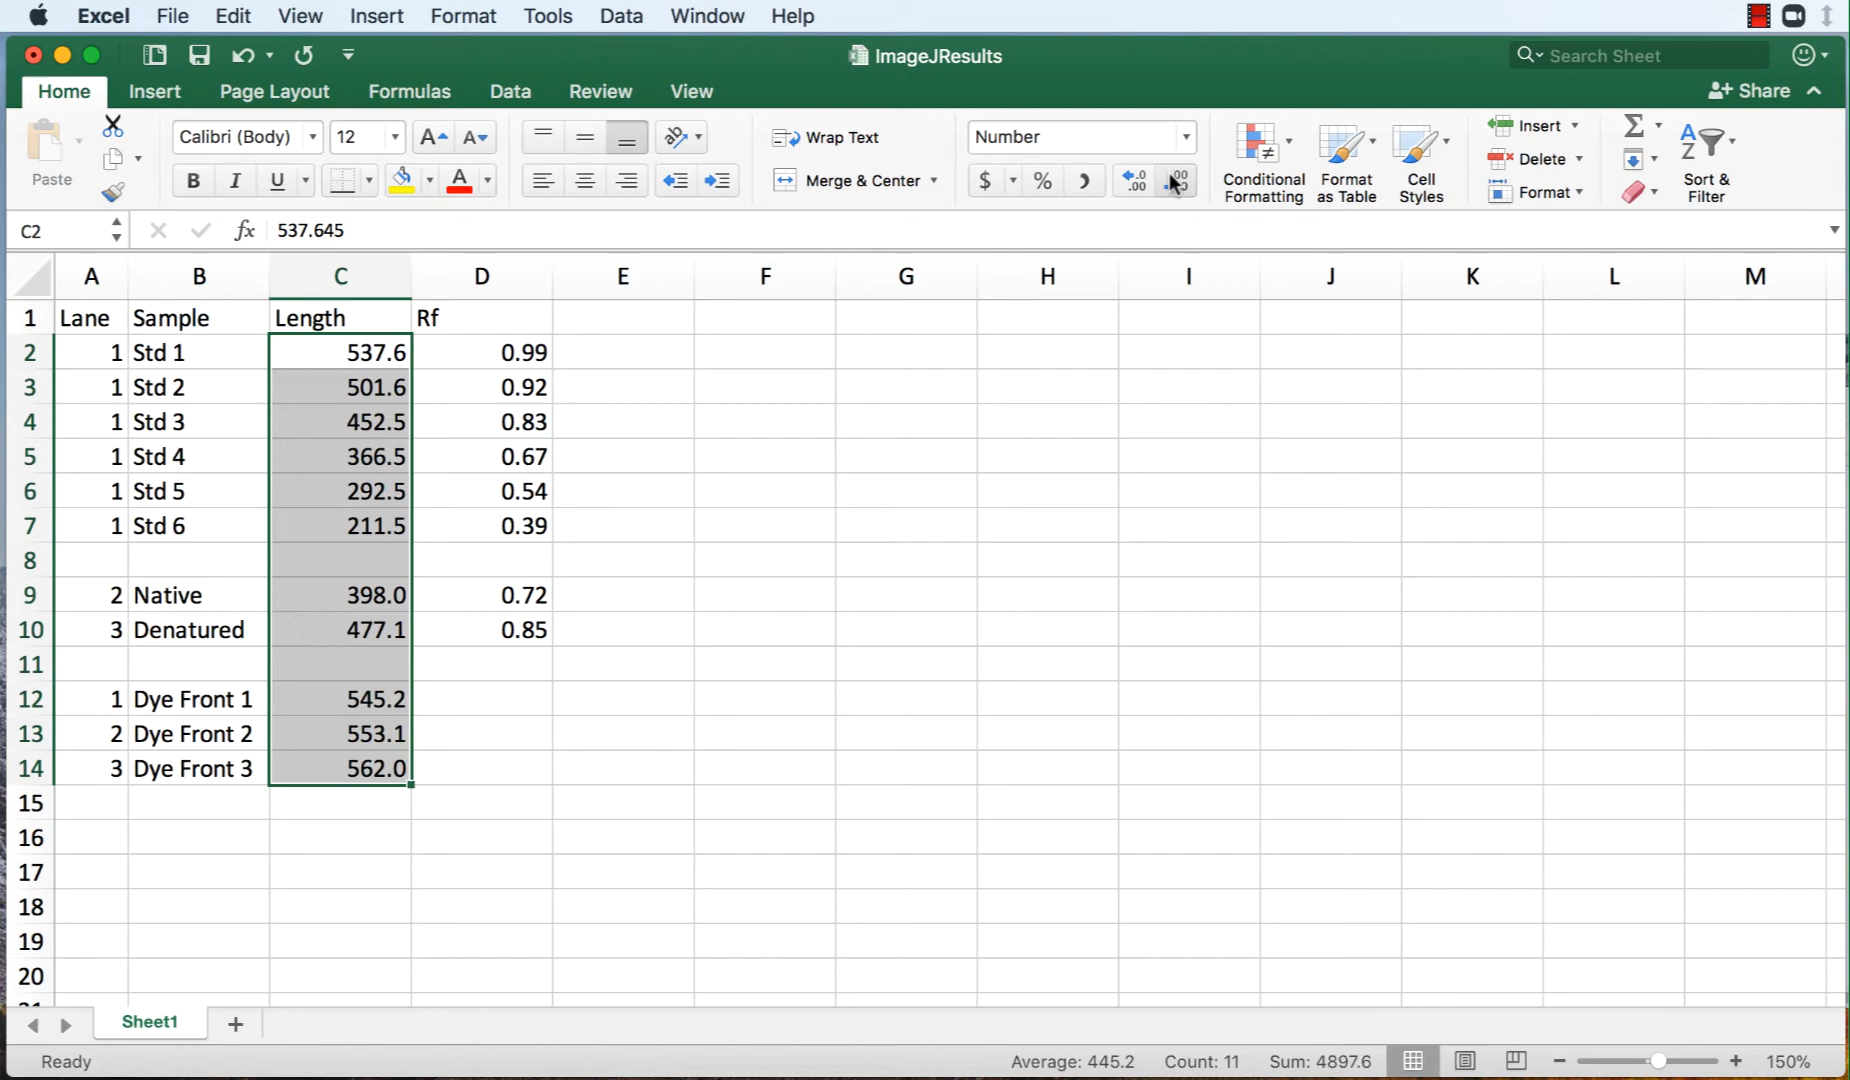 Excel File Edit View Insert Format Tools Data Window Help
ImageJResults
Search Sheet
Home Insert Page Layout Formulas Data Review View
Share
Paste
Calibri (Body) 12
A A
B I U A
Wrap Text
Merge & Center
Number
$ %
Conditional Formatting
Format as Table
Cell Styles
Insert
Delete
Format
Sort & Filter
C2 fx 537.645
A B C D E F G H I J K L M
1 Lane Sample Length Rf
2 1 Std 1 537.6 0.99
3 1 Std 2 501.6 0.92
4 1 Std 3 452.5 0.83
5 1 Std 4 366.5 0.67
6 1 Std 5 292.5 0.54
7 1 Std 6 211.5 0.39
8
9 2 Native 398.0 0.72
10 3 Denatured 477.1 0.85
11
12 1 Dye Front 1 545.2
13 2 Dye Front 2 553.1
14 3 Dye Front 3 562.0
15
16
17
18
19
20
Sheet1
Ready Average: 445.2 Count: 11 Sum: 4897.6 150%